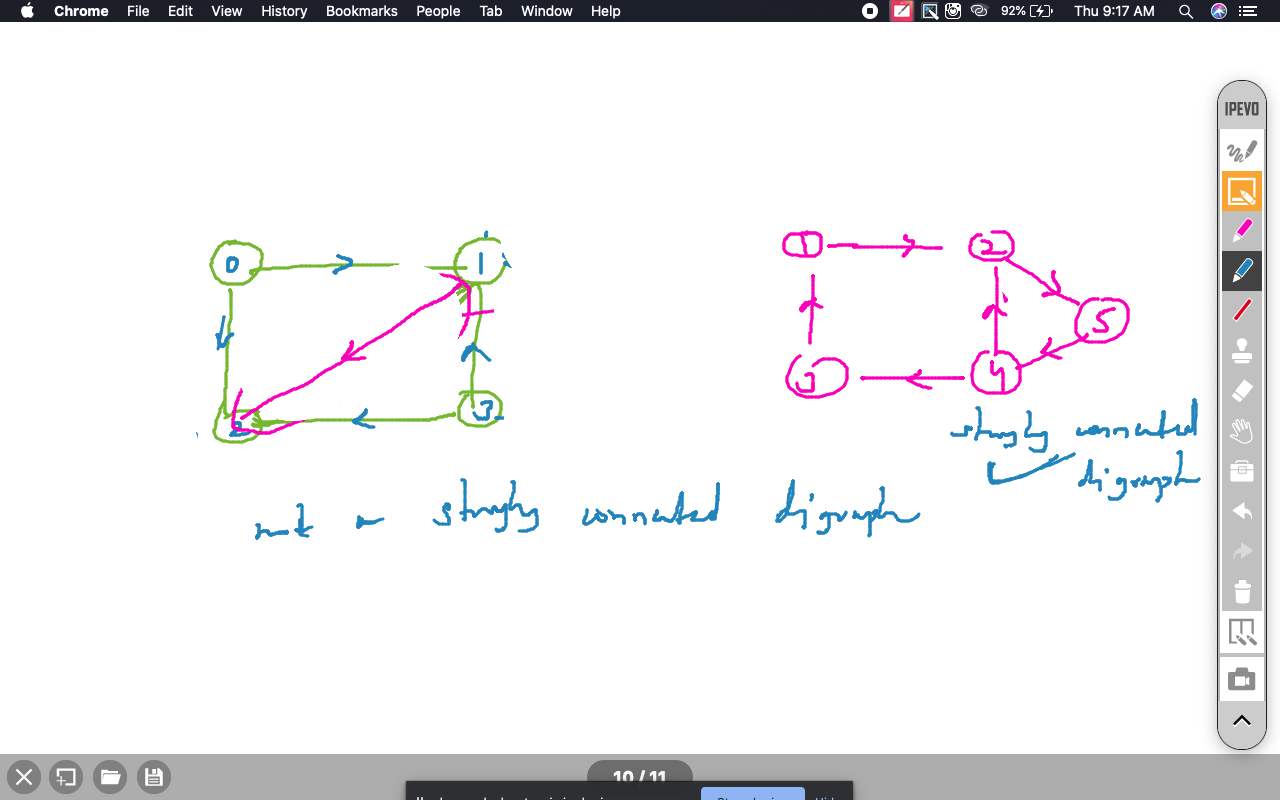 Chrome File Edit View History Bookmarks People Tab Window Help 92% Thu 9:17 AM
IPEVO
0 1
2 3
1 2
5
3 4
strongly connected
digraph
not a strongly connected digraph
10 / 11